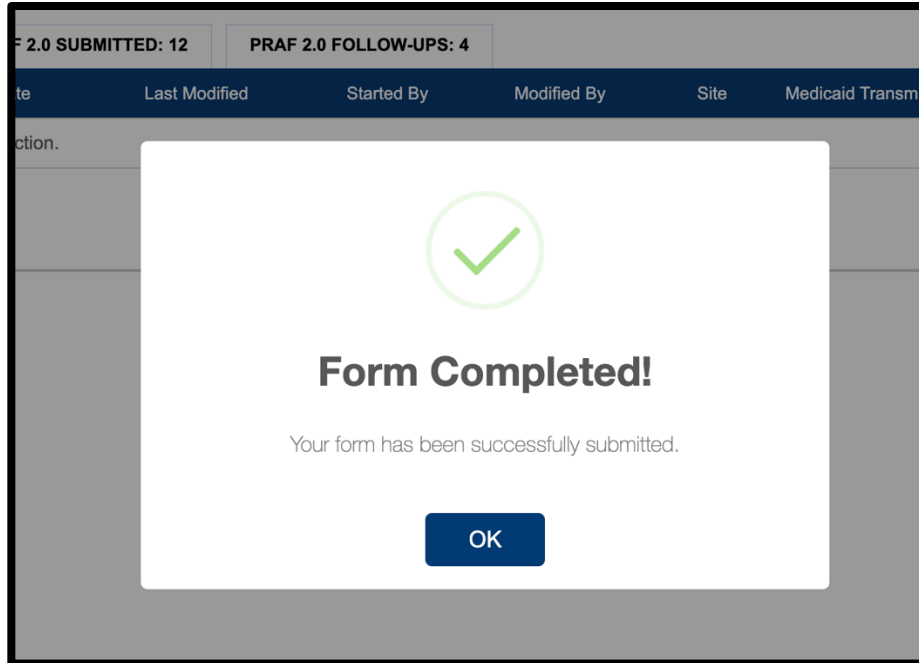 F 2.0 SUBMITTED: 12 PRAF 2.0 FOLLOW-UPS: 4
te Last Modified Started By Modified By Site Medicaid Transm
ction.
Form Completed!
Your form has been successfully submitted.
OK